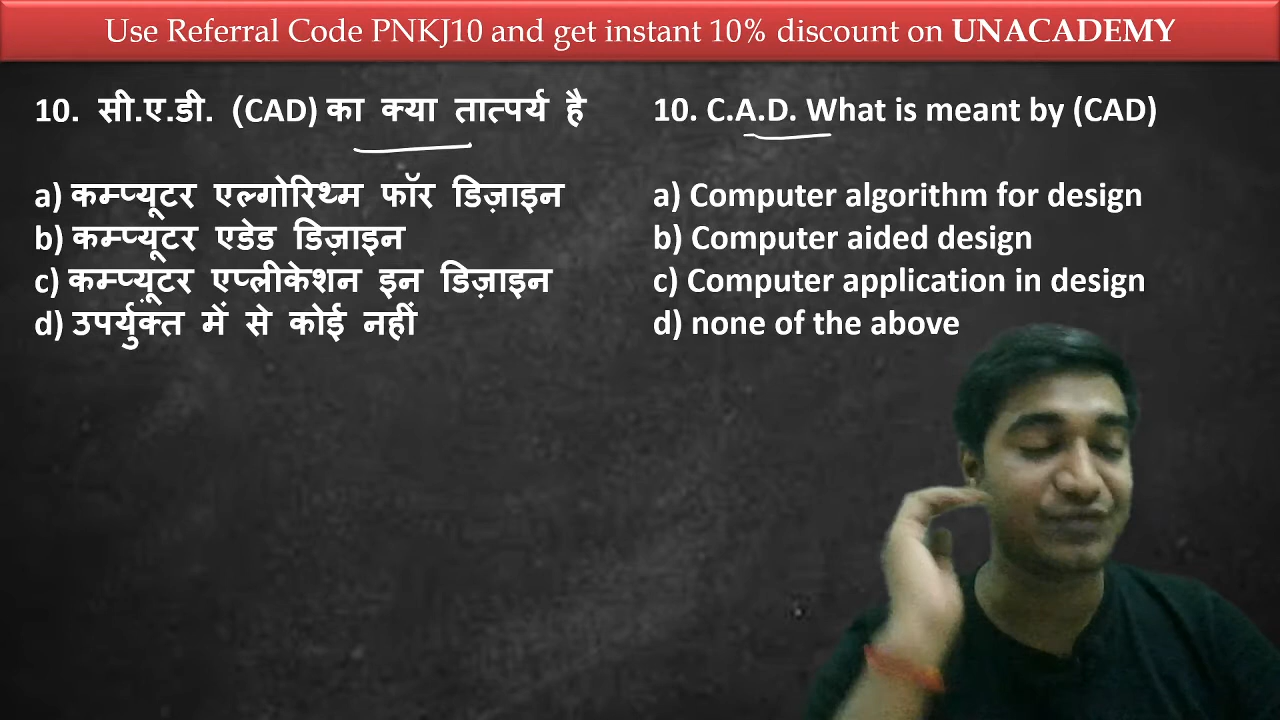 Use Referral Code PNKJ10 and get instant 10% discount on UNACADEMY
10. सी.ए.डी. (CAD) का क्या तात्पर्य है
a) कम्प्यूटर एल्गोरिथ्म फॉर डिज़ाइन
b) कम्प्यूटर एडेड डिज़ाइन
c) कम्प्यूटर एप्लीकेशन इन डिज़ाइन
d) उपर्युक्त में से कोई नहीं
10. C.A.D. What is meant by (CAD)
a) Computer algorithm for design
b) Computer aided design
c) Computer application in design
d) none of the above